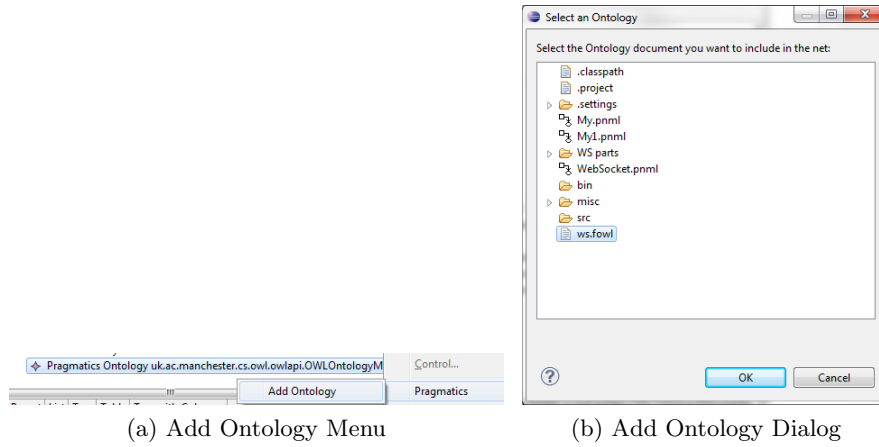 Pragmatics Ontology uk.ac.manchester.cs.owl.owlapi.OWLOntologyM
Control...
Add Ontology
Pragmatics
(a) Add Ontology Menu
Select an Ontology
Select the Ontology document you want to include in the net:
.classpath
.project
.settings
My.pnml
My1.pnml
WS parts
WebSocket.pnml
bin
misc
src
ws.fowl
OK
Cancel
(b) Add Ontology Dialog